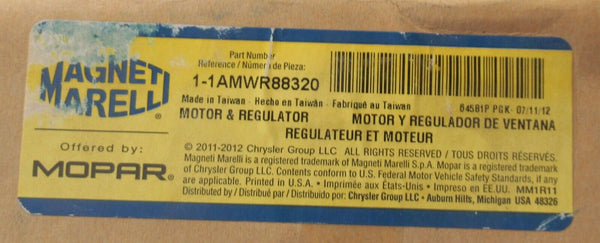 MAGNETI
MARELLI®
Offered by:
MOPAR®
Part Number
Référence / Número de Pieza:
1-1AMWR88320
Made in Taiwan - Hecho en Taiwán - Fabriqué au Taiwan
64581P PGK- 07/11/12
MOTOR & REGULATOR
MOTOR Y REGULADOR DE VENTANA
REGULATEUR ET MOTEUR
© 2011-2012 Chrysler Group LLC ALL RIGHTS RESERVED / TOUS DROITS RÉSERVÉS.
Magneti Marelli is a registered trademark of Magneti Marelli S.p.A. Mopar is a registered
trademark of Chrysler Group LLC. Contents conform to U.S. Federal Motor Vehicle Safety Standards, if any
are applicable. Printed in U.S.A. • Imprimée aux États-Unis • Impreso en EE.UU. MM1R11
Distributed by / Distribué par / Distribuido por: Chrysler Group LLC • Auburn Hills, Michigan USA 48326